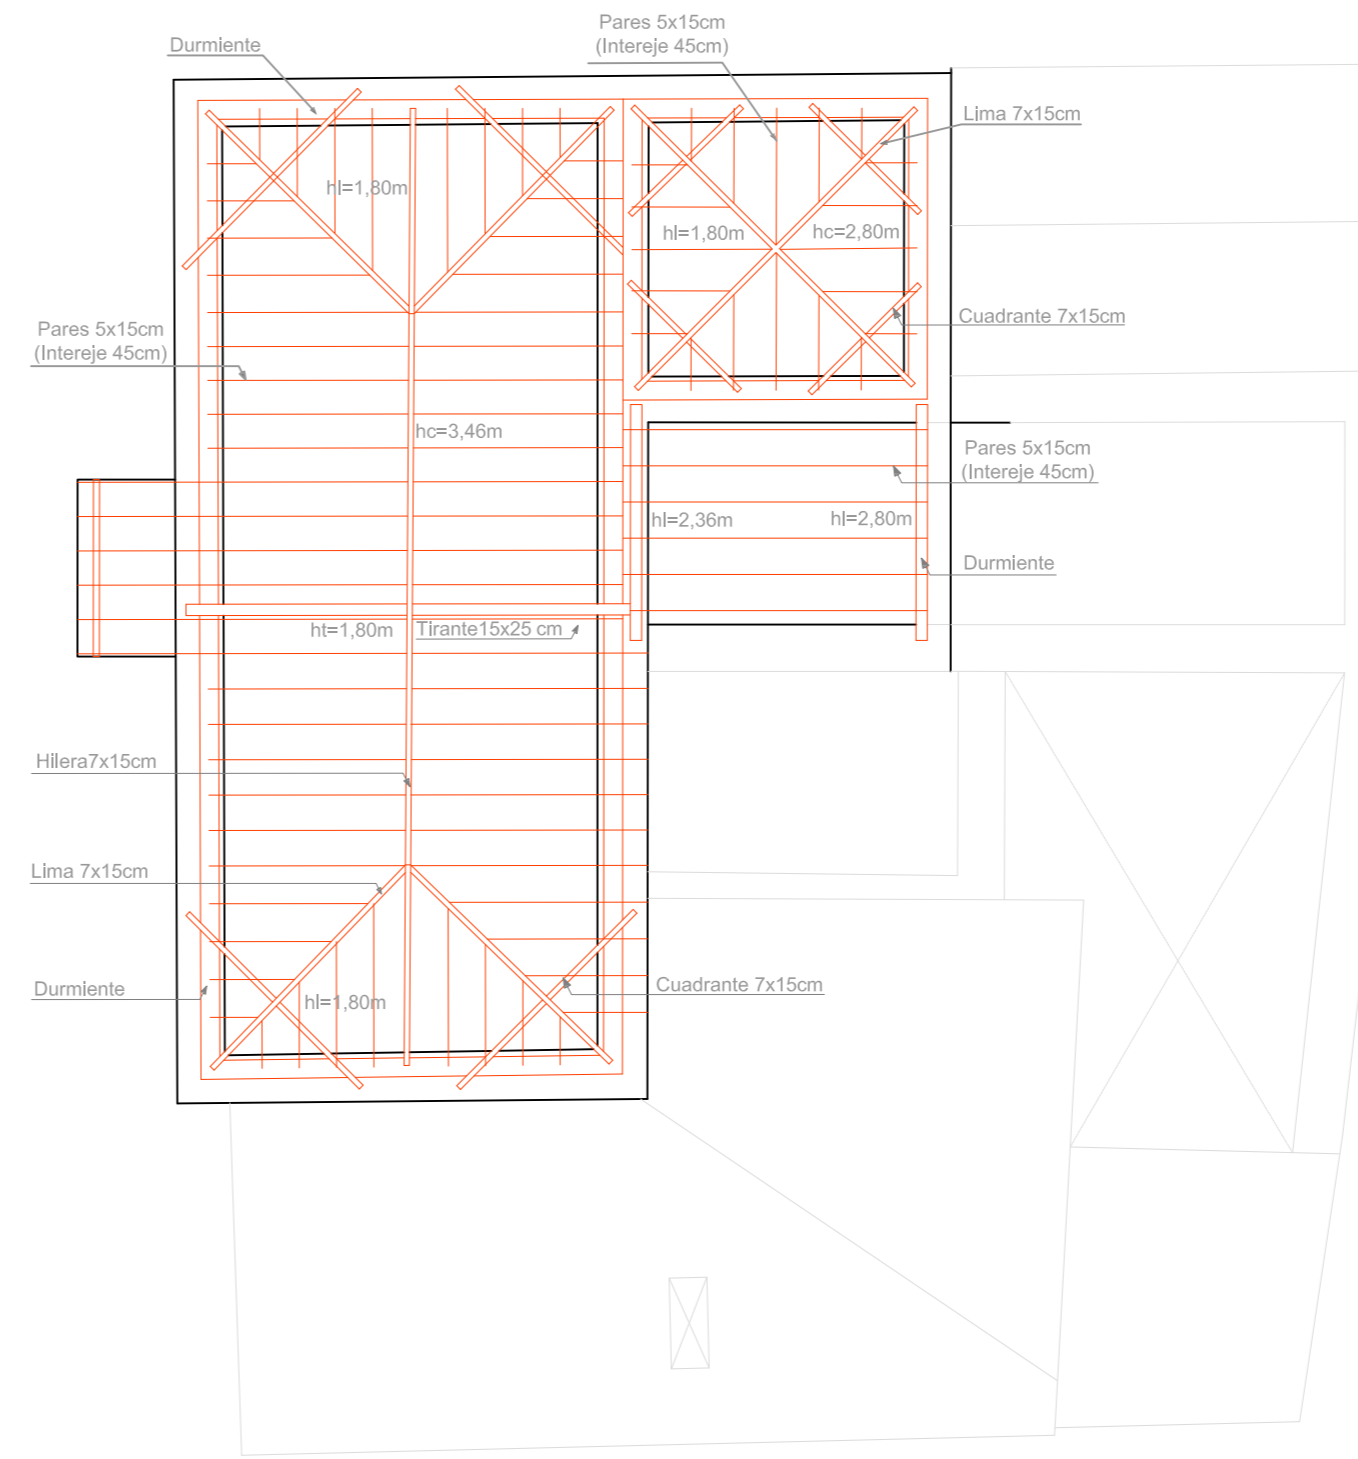 Pares 5x15cm
(Intereje 45cm)
Durmiente
Lima 7x15cm
hl=1,80m
hl=1,80m
hc=2,80m
Cuadrante 7x15cm
Pares 5x15cm
(Intereje 45cm)
hc=3,46m
Pares 5x15cm
(Intereje 45cm)
hl=2,36m
hl=2,80m
Durmiente
ht=1,80m
Tirante15x25 cm
Hilera7x15cm
Lima 7x15cm
Durmiente
hl=1,80m
Cuadrante 7x15cm